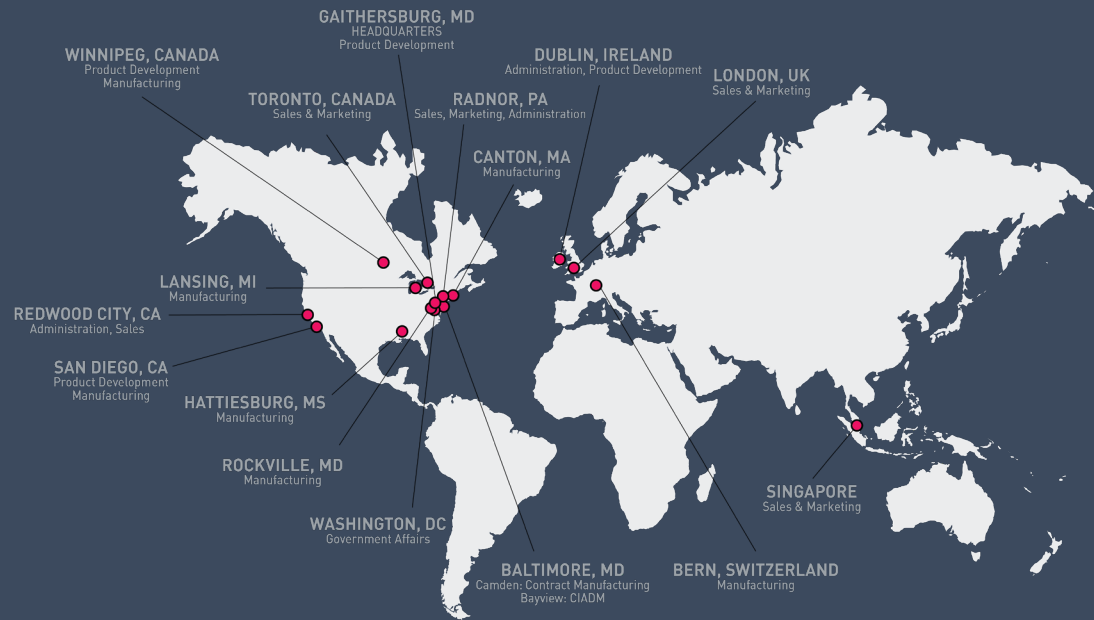 GAITHERSBURG, MD
HEADQUARTERS
Product Development
WINNIPEG, CANADA
Product Development
Manufacturing
DUBLIN, IRELAND
Administration, Product Development
LONDON, UK
Sales & Marketing
TORONTO, CANADA
Sales & Marketing
RADNOR, PA
Sales, Marketing, Administration
CANTON, MA
Manufacturing
LANSING, MI
Manufacturing
REDWOOD CITY, CA
Administration, Sales
SAN DIEGO, CA
Product Development
Manufacturing
HATTIESBURG, MS
Manufacturing
ROCKVILLE, MD
Manufacturing
WASHINGTON, DC
Government Affairs
BALTIMORE, MD
Camden: Contract Manufacturing
Bayview: CIADM
BERN, SWITZERLAND
Manufacturing
SINGAPORE
Sales & Marketing